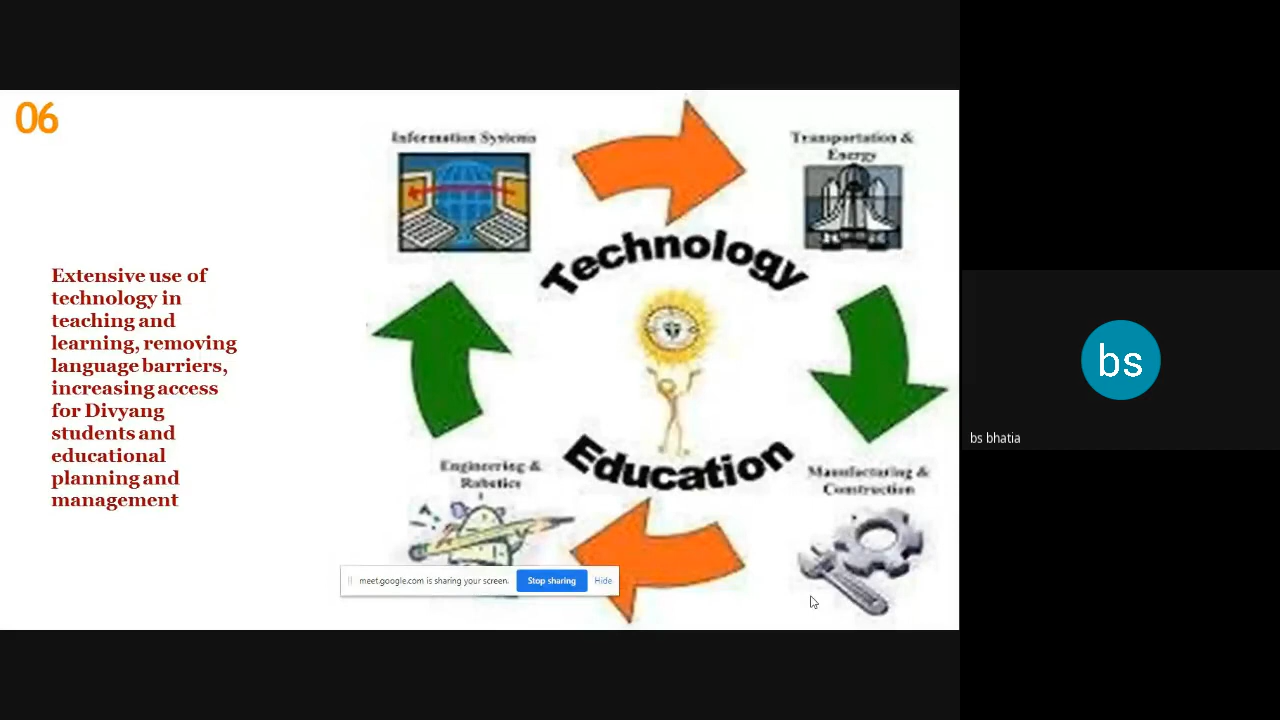 06
Information Systems
Transportation &
Energy
Technology
Extensive use of
technology in
teaching and
learning, removing
language barriers,
increasing access
for Divyang
students and
educational
planning and
management
Education
Engineering &
Robotics
Manufacturing &
Construction
meet.google.com is sharing your screen.
Stop sharing
Hide
bs
bs bhatia